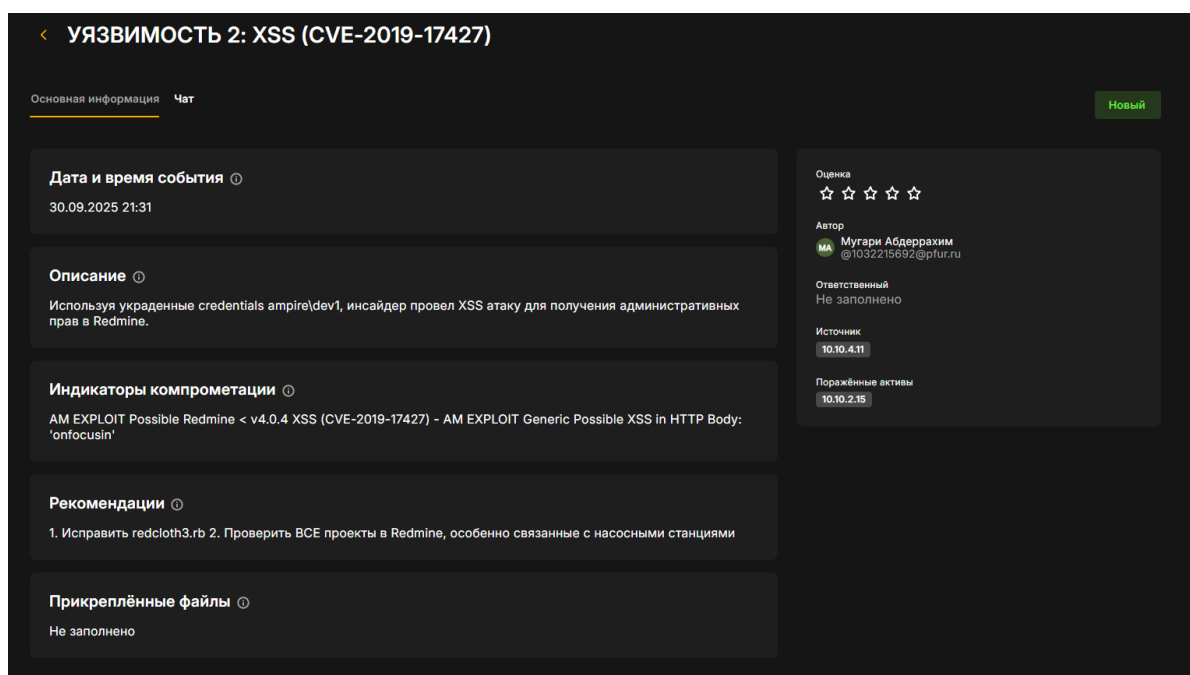 УЯЗВИМОСТЬ 2: XSS (CVE-2019-17427)
Основная информация Чат
Новый
Дата и время события
30.09.2025 21:31
Описание
Используя украденные credentials ampire\dev1, инсайдер провел XSS атаку для получения административных
прав в Redmine.
Индикаторы компрометации
AM EXPLOIT Possible Redmine < v4.0.4 XSS (CVE-2019-17427) - AM EXPLOIT Generic Possible XSS in HTTP Body:
'onfocusin'
Рекомендации
1. Исправить redcloth3.rb 2. Проверить ВСЕ проекты в Redmine, особенно связанные с насосными станциями
Прикреплённые файлы
Не заполнено
Оценка
Автор
МА Мугари Абдеррахим
@1032215692@pfur.ru
Ответственный
Не заполнено
Источник
10.10.4.11
Поражённые активы
10.10.2.15